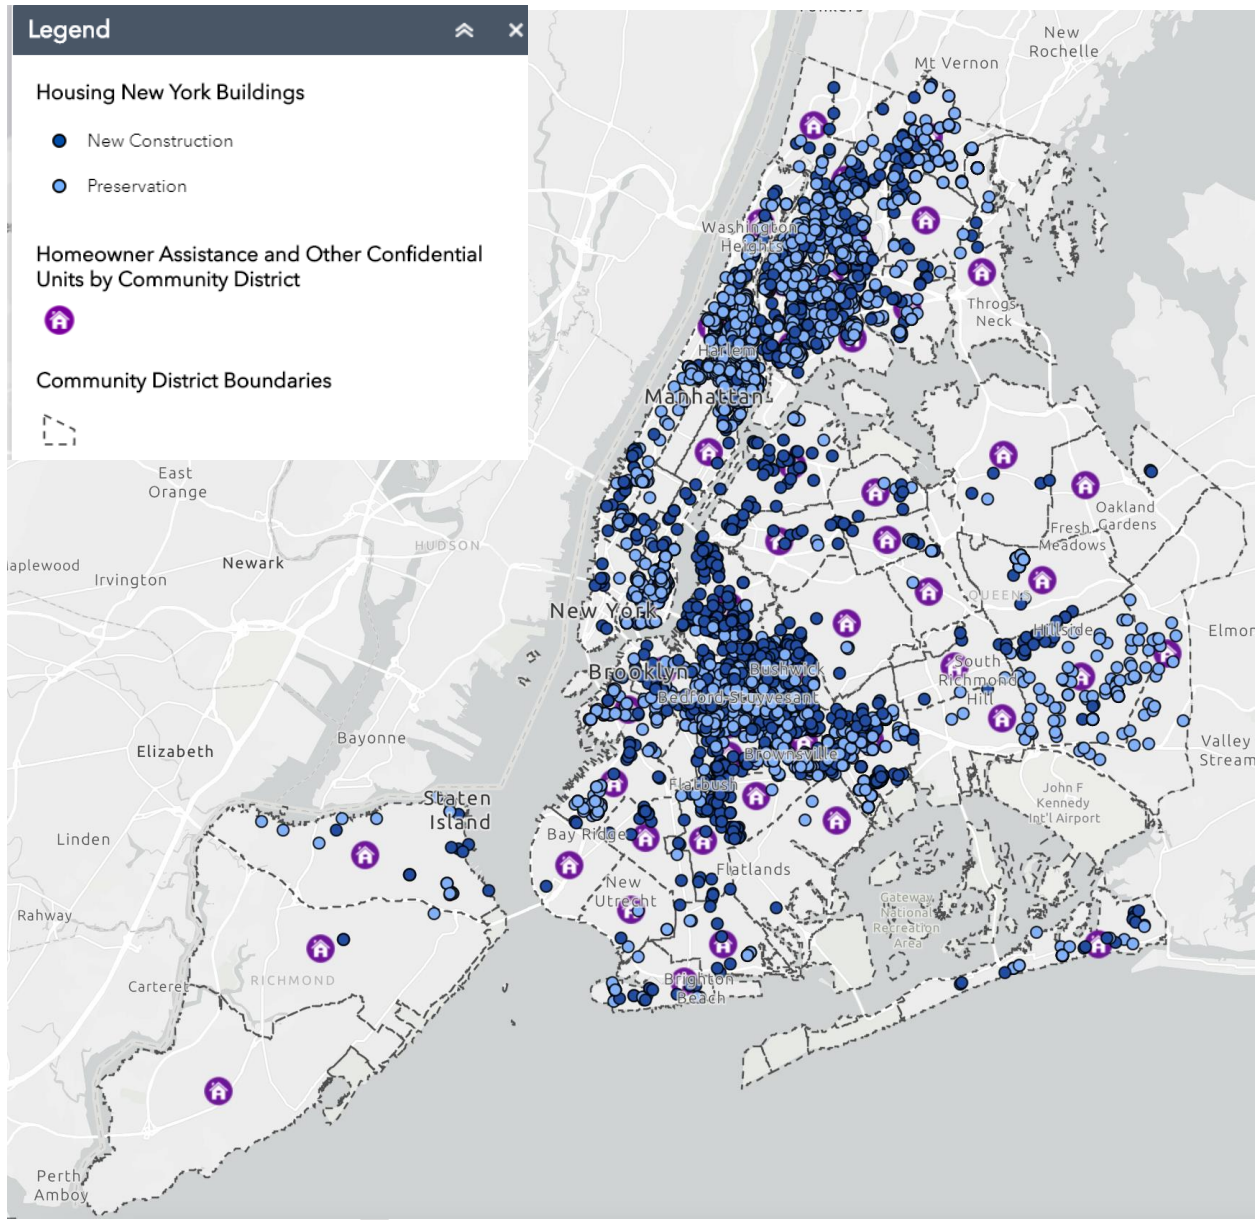 Legend
Housing New York Buildings
New Construction
Preservation
Homeowner Assistance and Other Confidential
Units by Community District
Community District Boundaries
New
Rochelle
Mt Vernon
Washington
Heights
Throgs
Neck
Harlem
Manhattan
East
Orange
Oakland
Gardens
Fresh
Meadows
HUDSON
Newark
Irvington
aplewood
QUEENS
New York
Hillside
Elmon
Brooklyn
Bushwick
South
Richmond
Hill
Bedford-Stuyvesant
Elizabeth
Bayonne
Brownsville
Valley
Stream
Flatbush
John F
Kennedy
Int'l Airport
Staten
Island
Linden
Bay Ridge
Flatlands
New
Utrecht
Gateway
National
Recreation
Area
Rahway
Carteret
RICHMOND
Brighton
Beach
Perth
Amboy